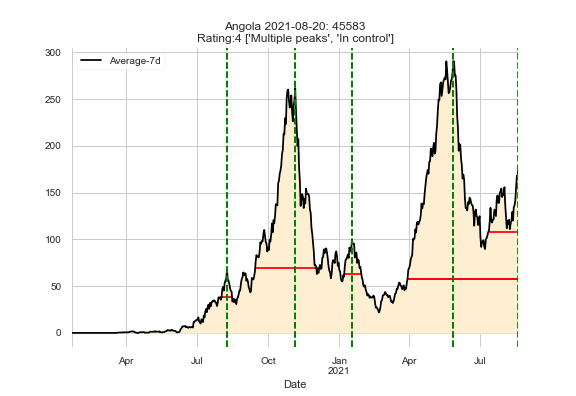 Angola 2021-08-20: 45583
Rating:4 ['Multiple peaks', 'In control']
Average-7d
300
250
200
150
100
50
0
Apr Jul Oct Jan Apr Jul
2021
Date